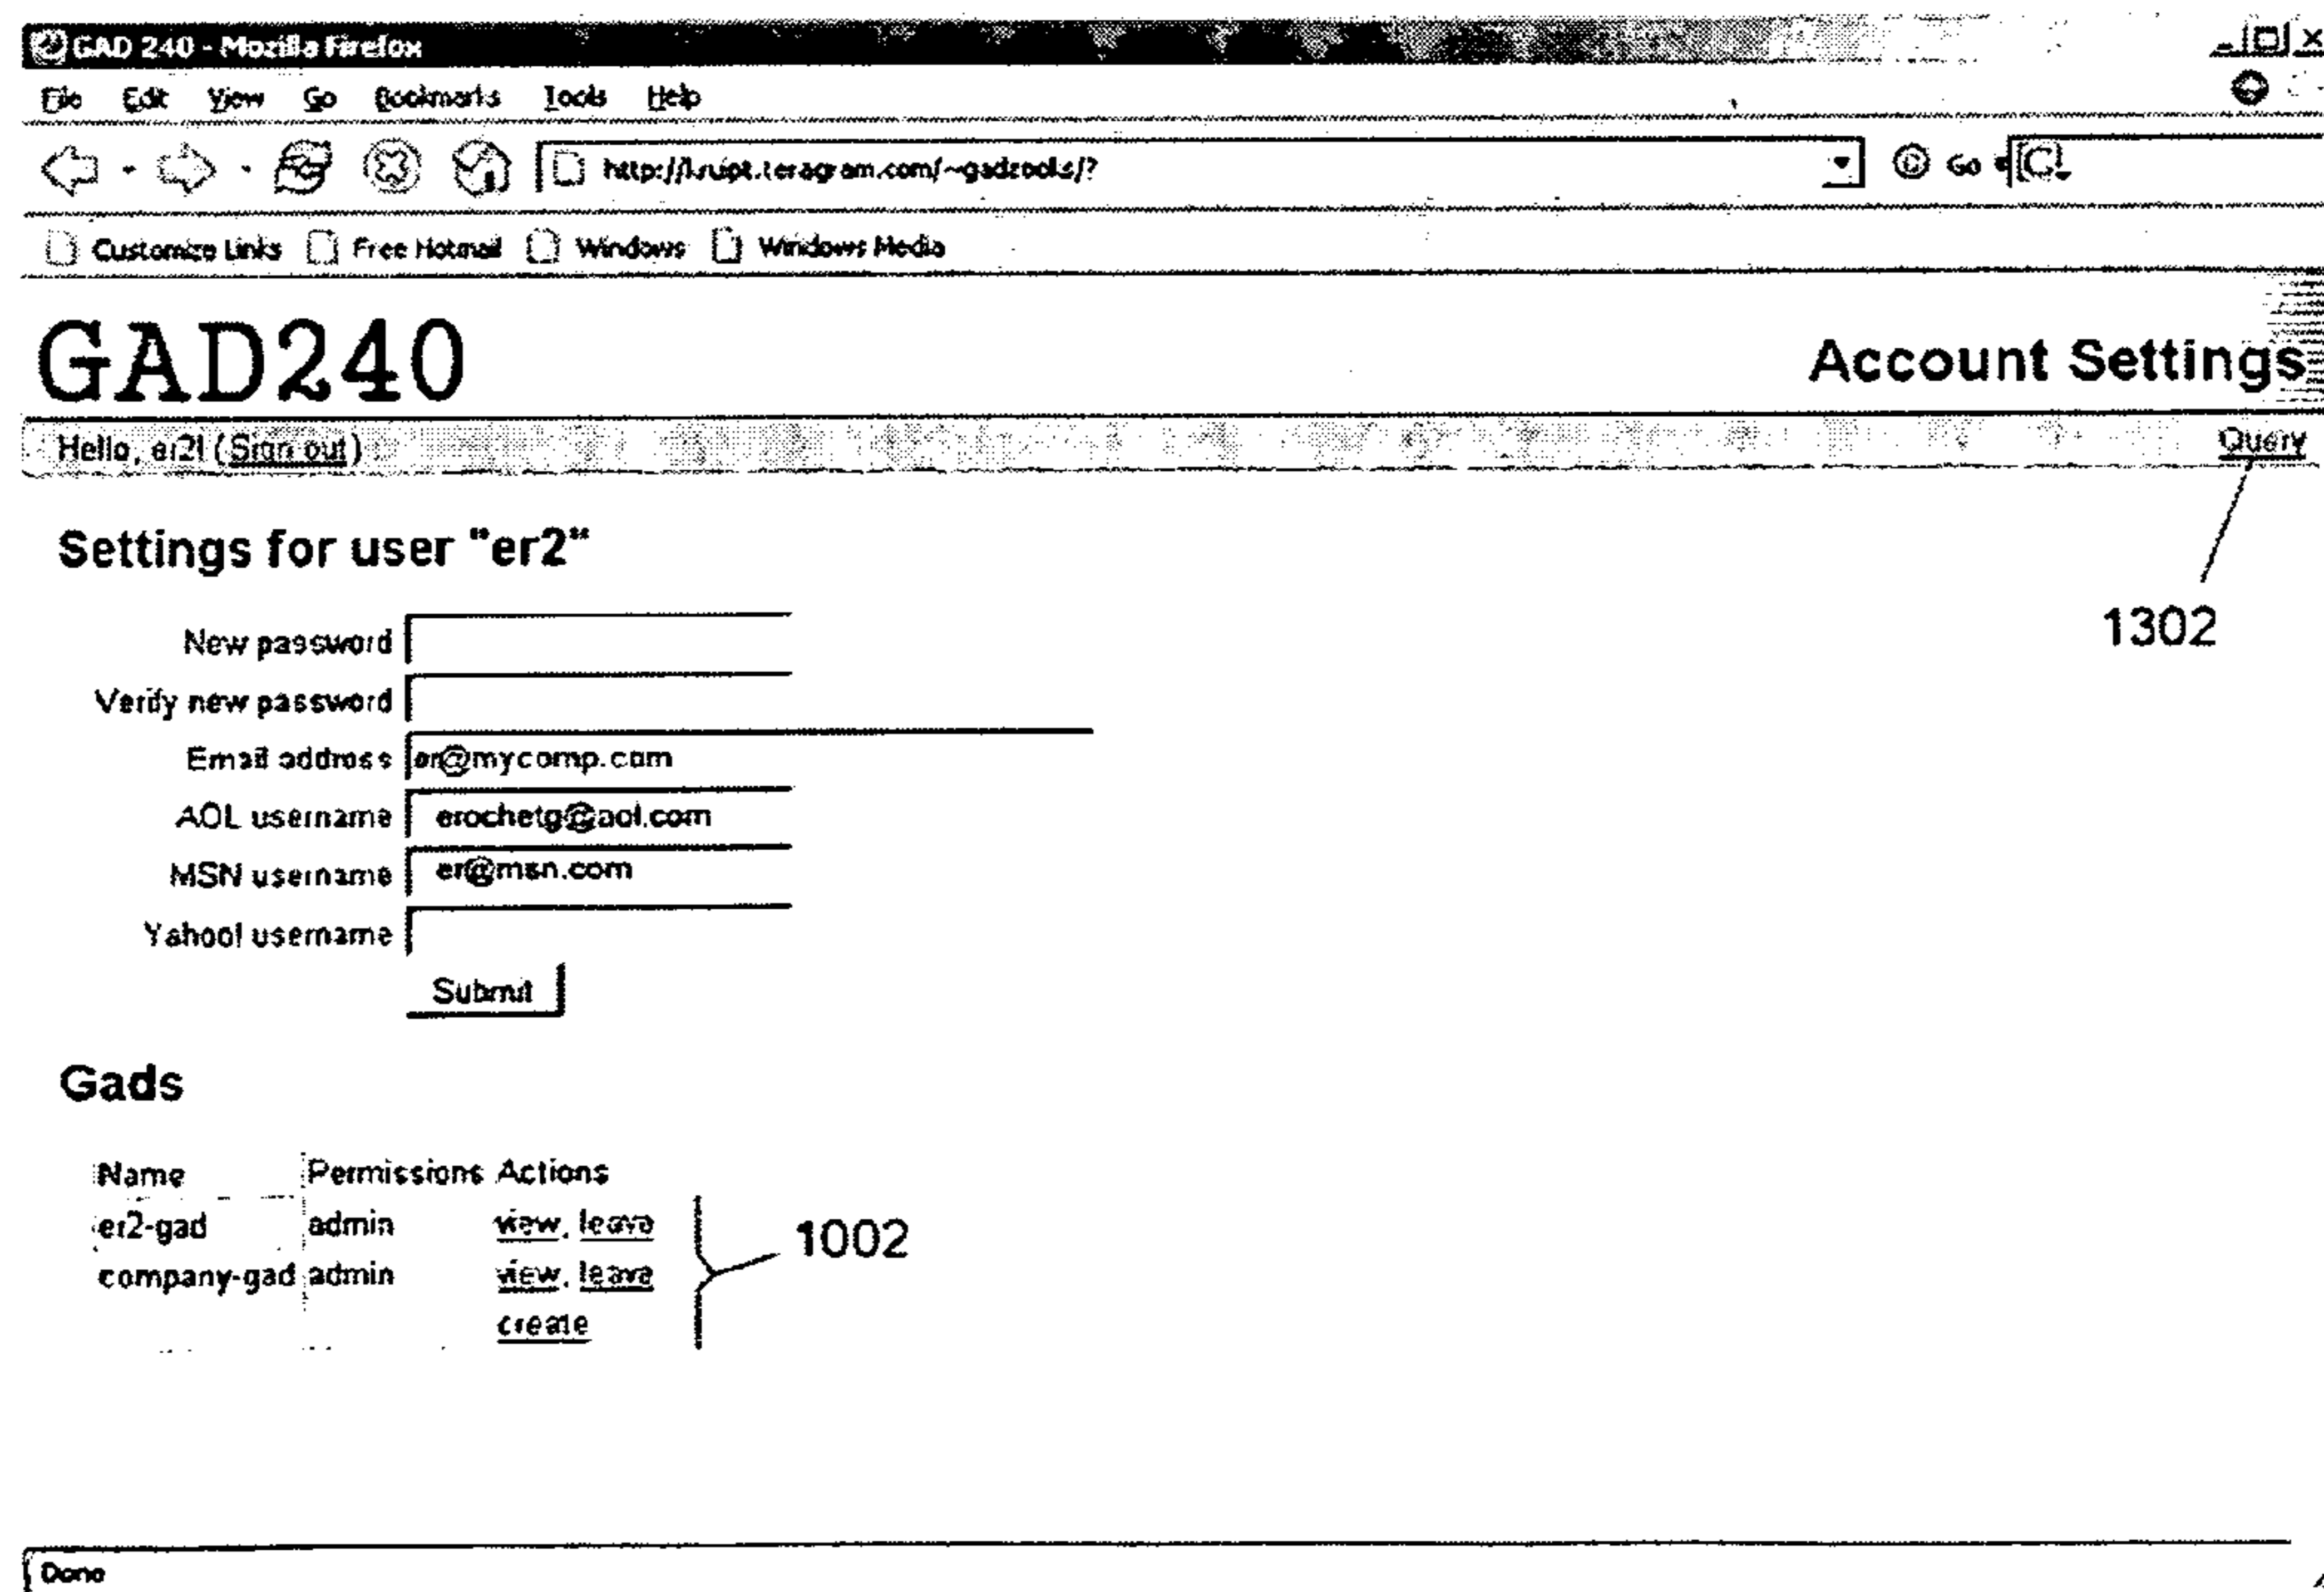 GAD 240 - Mozilla Firefox
File Edit View Go Bookmarks Tools Help
Go
Customize Links Free Hotmail Windows Windows Media
GAD240
Account Settings
Hello, er2! (Sign out)
Query
Settings for user "er2"
1302
New password
Verify new password
Email address er@mycomp.com
AOL username erochetg@aol.com
MSN username er@msn.com
Yahoo! username
Submit
Gads
Name Permissions Actions
er2-gad admin view, leave
1002
company-gad admin view, leave
create
Done